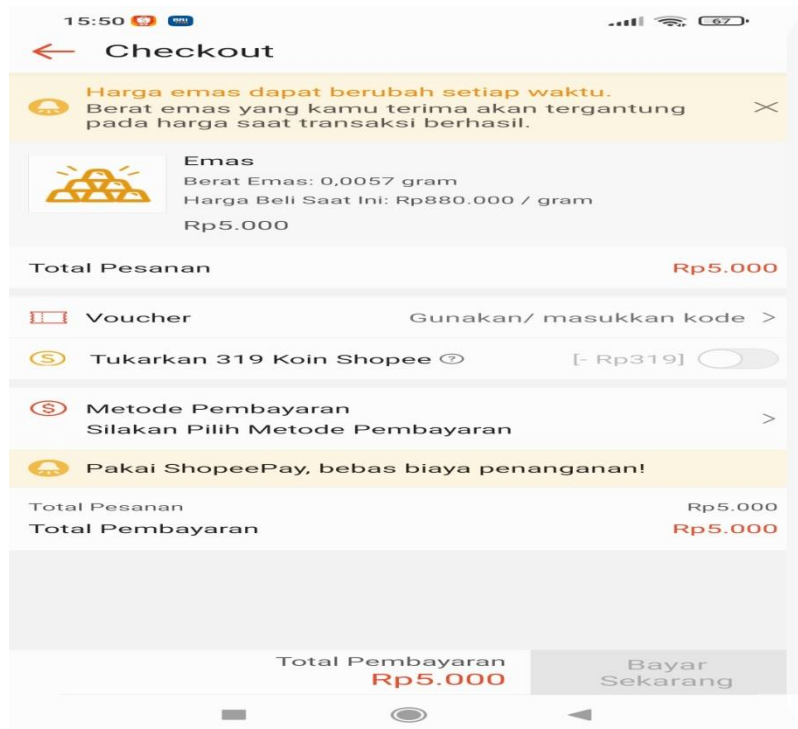 15:50 BRI 67
Checkout
Harga emas dapat berubah setiap waktu.
Berat emas yang kamu terima akan tergantung
pada harga saat transaksi berhasil.
Emas
Berat Emas: 0,0057 gram
Harga Beli Saat Ini: Rp880.000 / gram
Rp5.000
Total Pesanan Rp5.000
Voucher Gunakan/ masukkan kode >
S Tukarkan 319 Koin Shopee ? [- Rp319]
$ Metode Pembayaran
Silakan Pilih Metode Pembayaran >
Pakai ShopeePay, bebas biaya penanganan!
Total Pesanan Rp5.000
Total Pembayaran Rp5.000
Total Pembayaran
Rp5.000
Bayar
Sekarang